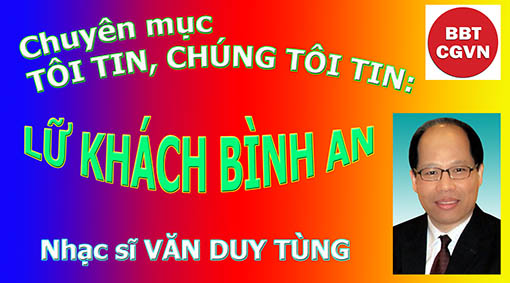 Chuyên mục
TÔI TIN, CHÚNG TÔI TIN:
BBT
CGVN
LỮ KHÁCH BÌNH AN
Nhạc sĩ VĂN DUY TÙNG